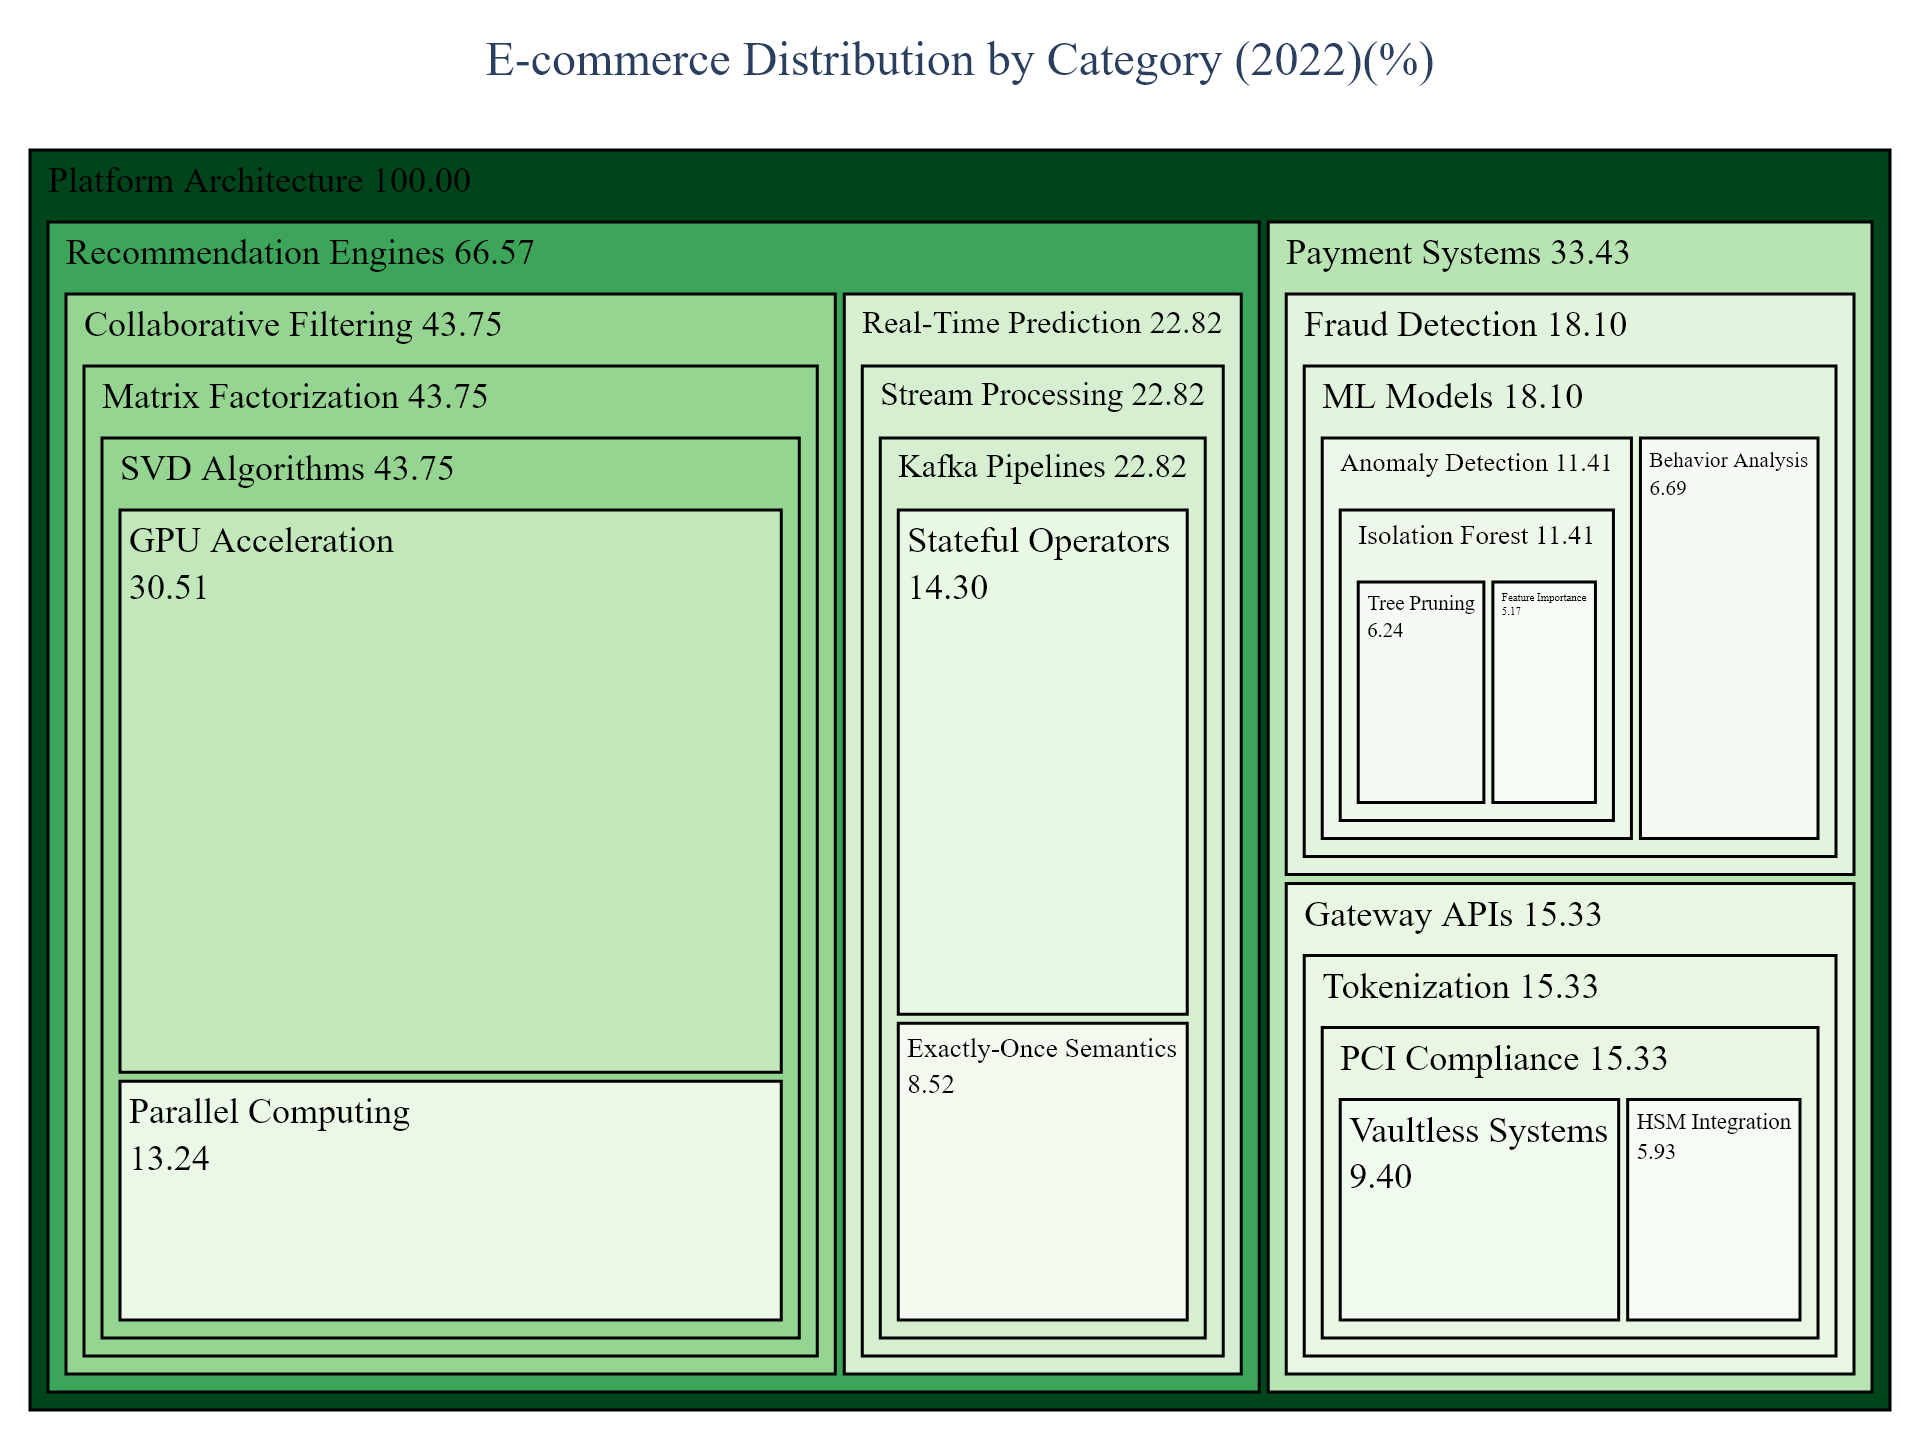 E-commerce Distribution by Category (2022)(%)
Platform Architecture 100.00
Recommendation Engines 66.57
Collaborative Filtering 43.75
Matrix Factorization 43.75
SVD Algorithms 43.75
GPU Acceleration
30.51
Parallel Computing
13.24
Real-Time Prediction 22.82
Stream Processing 22.82
Kafka Pipelines 22.82
Stateful Operators
14.30
Exactly-Once Semantics
8.52
Payment Systems 33.43
Fraud Detection 18.10
ML Models 18.10
Anomaly Detection 11.41
Isolation Forest 11.41
Tree Pruning
6.24
Feature Importance
5.17
Behavior Analysis
6.69
Gateway APIs 15.33
Tokenization 15.33
PCI Compliance 15.33
Vaultless Systems
9.40
HSM Integration
5.93